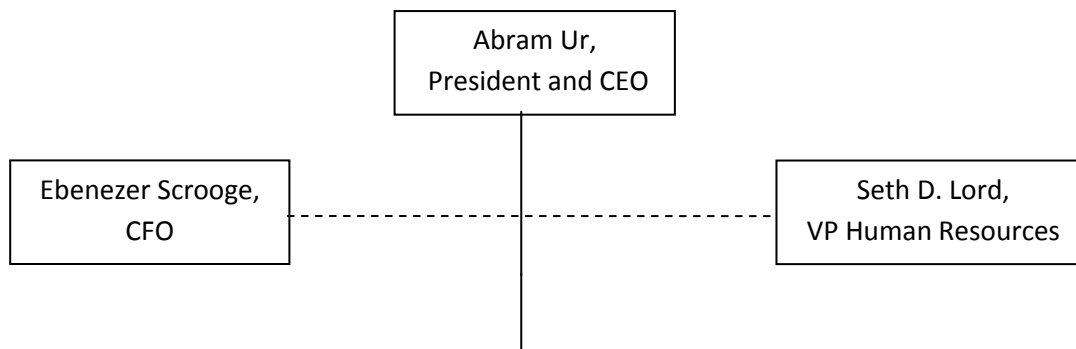 Abram Ur,
President and CEO
Ebenezer Scrooge,
CFO
Seth D. Lord,
VP Human Resources